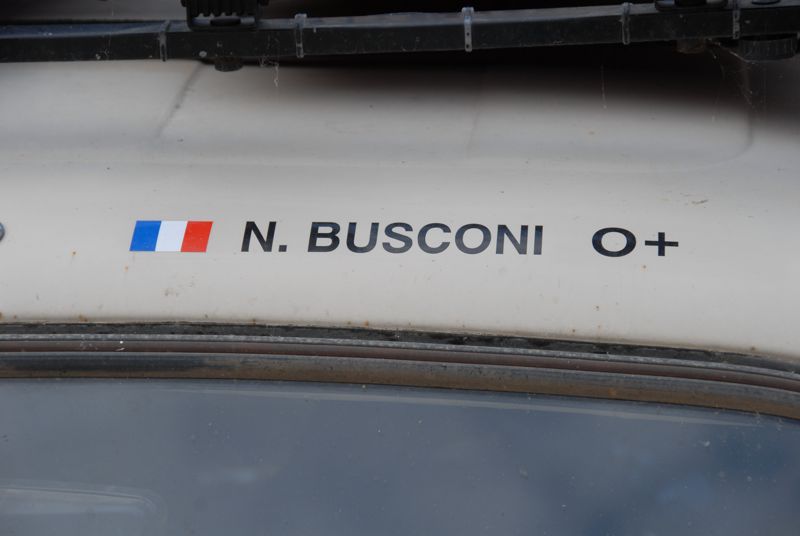 N. BUSCONI O+